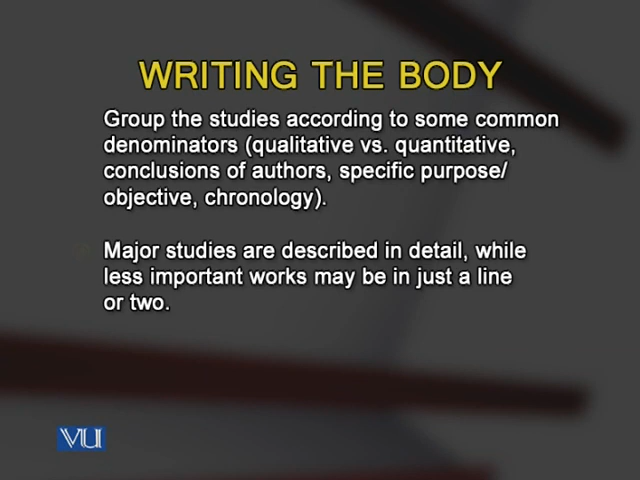 WRITING THE BODY
Group the studies according to some common
denominators (qualitative vs. quantitative,
conclusions of authors, specific purpose/
objective, chronology).
Major studies are described in detail, while
less important works may be in just a line
or two.
VU